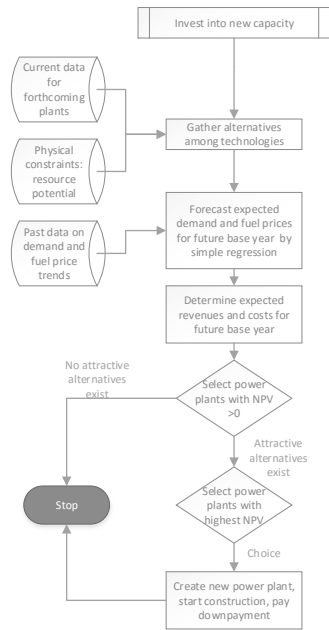 Invest into new capacity
Current data
for
forthcoming
plants
Gather alternatives
among technologies
Physical
constraints:
resource
potential
Forecast expected
demand and fuel prices
for future base year by
simple regression
Past data on
demand and
fuel price
trends
Determine expected
revenues and costs for
future base year
No attractive
alternatives
exist
Select power
plants with NPV
>0
Attractive
alternatives
exist
Select power
plants with
highest NPV
Stop
Choice
Create new power plant,
start construction, pay
downpayment